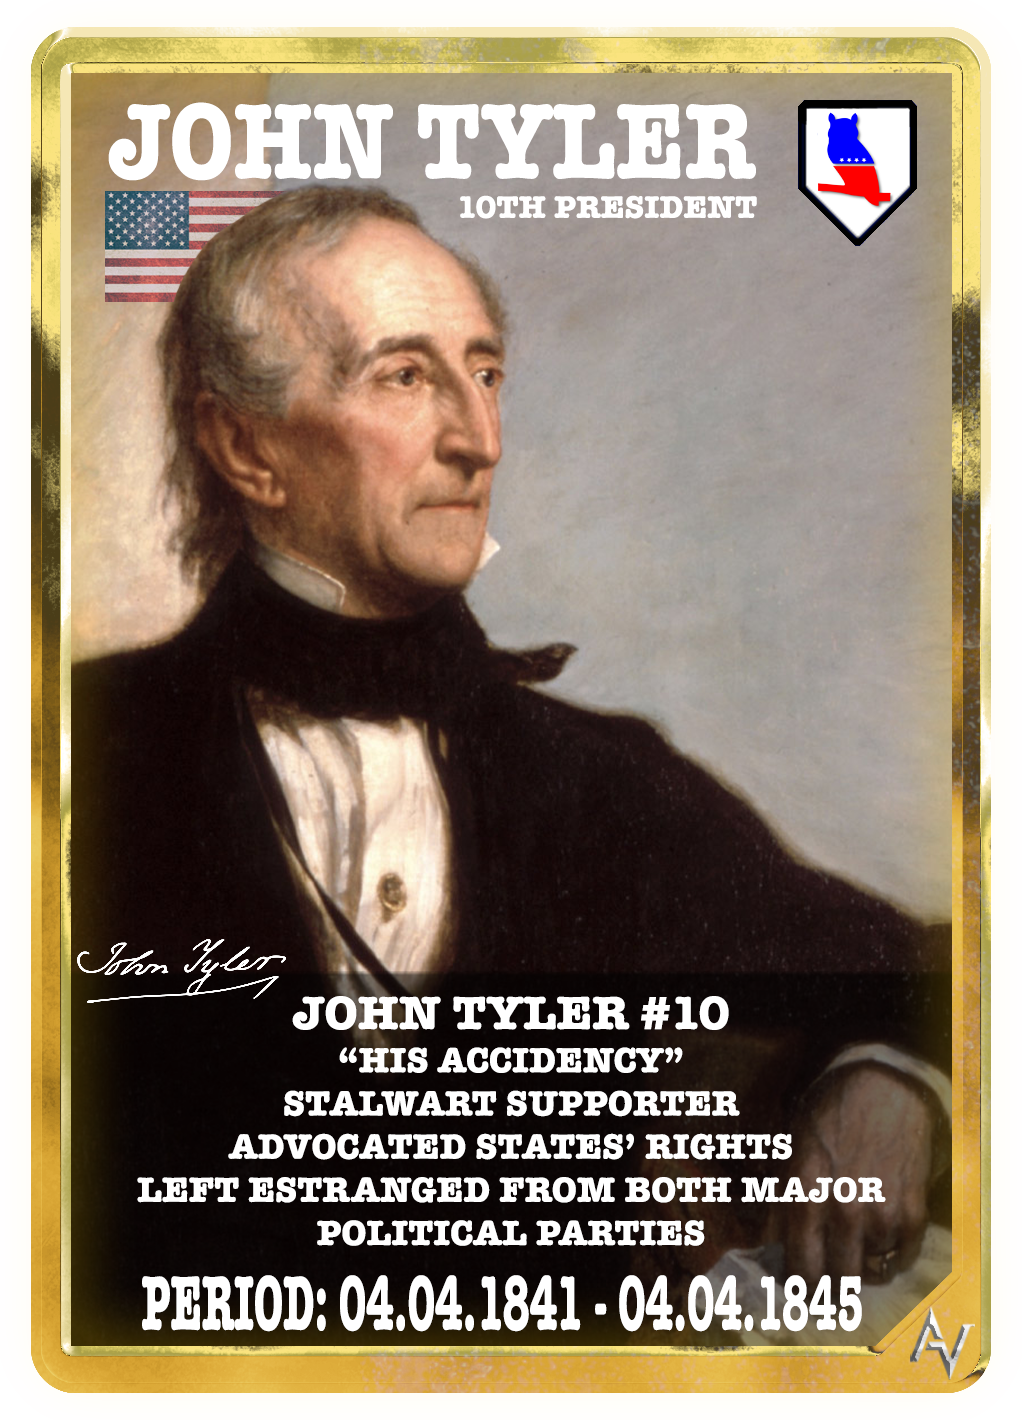 JOHN TYLER
10TH PRESIDENT
John Tyler
JOHN TYLER #10
“HIS ACCIDENCY”
STALWART SUPPORTER
ADVOCATED STATES’ RIGHTS
LEFT ESTRANGED FROM BOTH MAJOR
POLITICAL PARTIES
PERIOD: 04.04.1841 - 04.04.1845
AV